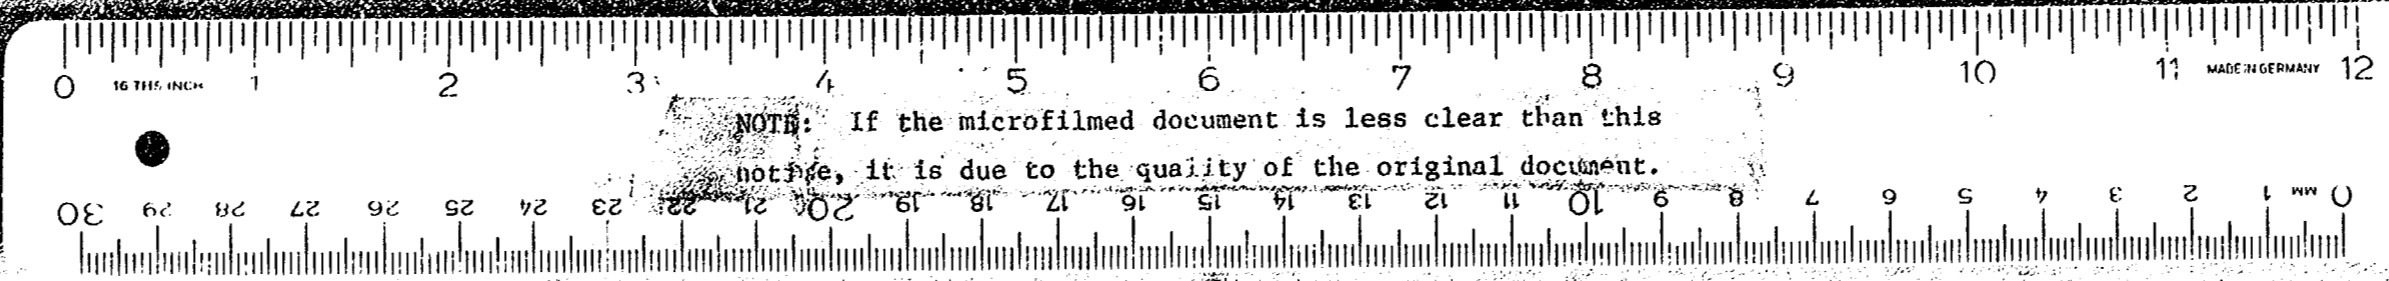 0 16 THS INCH 1 2 3 4 5 6 7 8 9 10 11 MADE IN GERMANY 12
NOTE: If the microfilmed document is less clear than this
notice, it is due to the quality of the original document.
30 29 28 27 26 25 24 23 22 21 20 19 18 17 16 15 14 13 12 11 10 9 8 7 6 5 4 3 2 1 MM 0